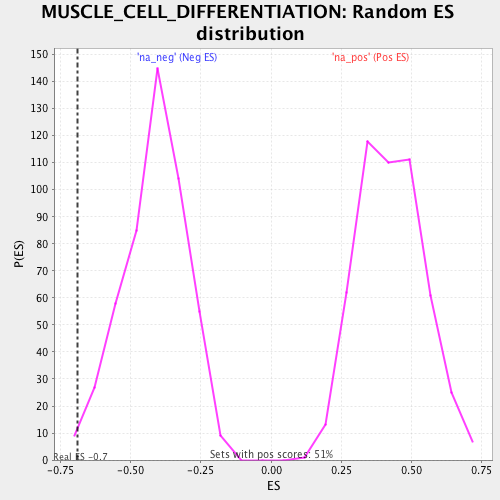 MUSCLE_CELL_DIFFERENTIATION: Random ES
distribution
'na_neg' (Neg ES)
'na_pos' (Pos ES)
150
140
130
120
110
100
90
80
70
60
50
40
30
20
10
0
P(ES)
Real ES -0.7
Sets with pos scores: 51%
-0.75 -0.50 -0.25 0.00 0.25 0.50 0.75
ES